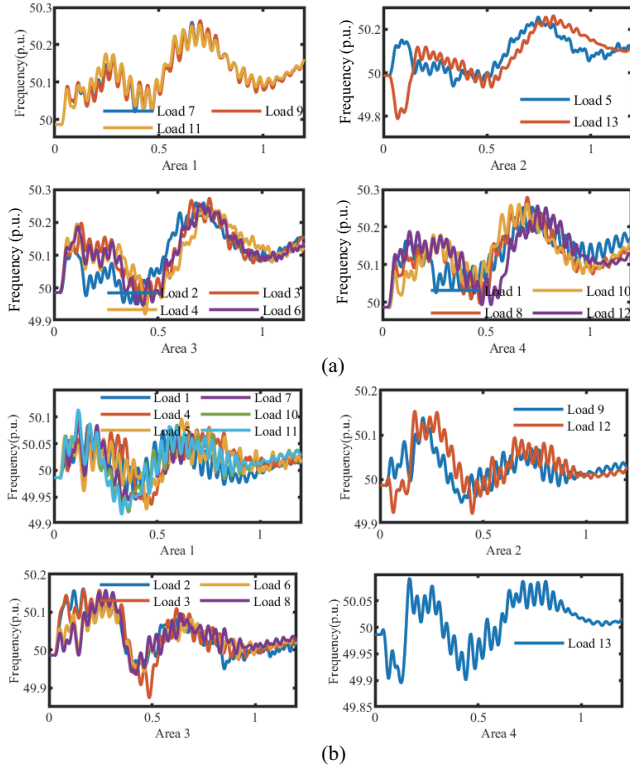 50.3
50.2
50.1
50
Frequency(p.u.)
Load 7
Load 9
Load 11
0
0.5
1
Area 1
50.2
50
49.8
Frequency (p.u.)
Load 5
Load 13
0
0.5
1
Area 2
50.3
50.2
50.1
50
49.9
Frequency (p.u.)
Load 2
Load 3
Load 4
Load 6
0
0.5
1
Area 3
50.3
50.2
50.1
50
Frequency (p.u.)
Load 1
Load 10
Load 8
Load 12
0
0.5
1
Area 4
(a)
50.1
50.05
50
49.95
49.9
Frequency(p.u.)
Load 1
Load 7
Load 4
Load 10
Load 5
Load 11
0
0.5
1
Area 1
50.2
50.1
50
49.9
Frequency(p.u.)
Load 9
Load 12
0
0.5
1
Area 2
50.2
50.1
50
49.9
Frequency(p.u.)
Load 2
Load 6
Load 3
Load 8
0
0.5
1
Area 3
50.05
50
49.95
49.9
49.85
Frequency(p.u.)
Load 13
0
0.5
1
Area 4
(b)